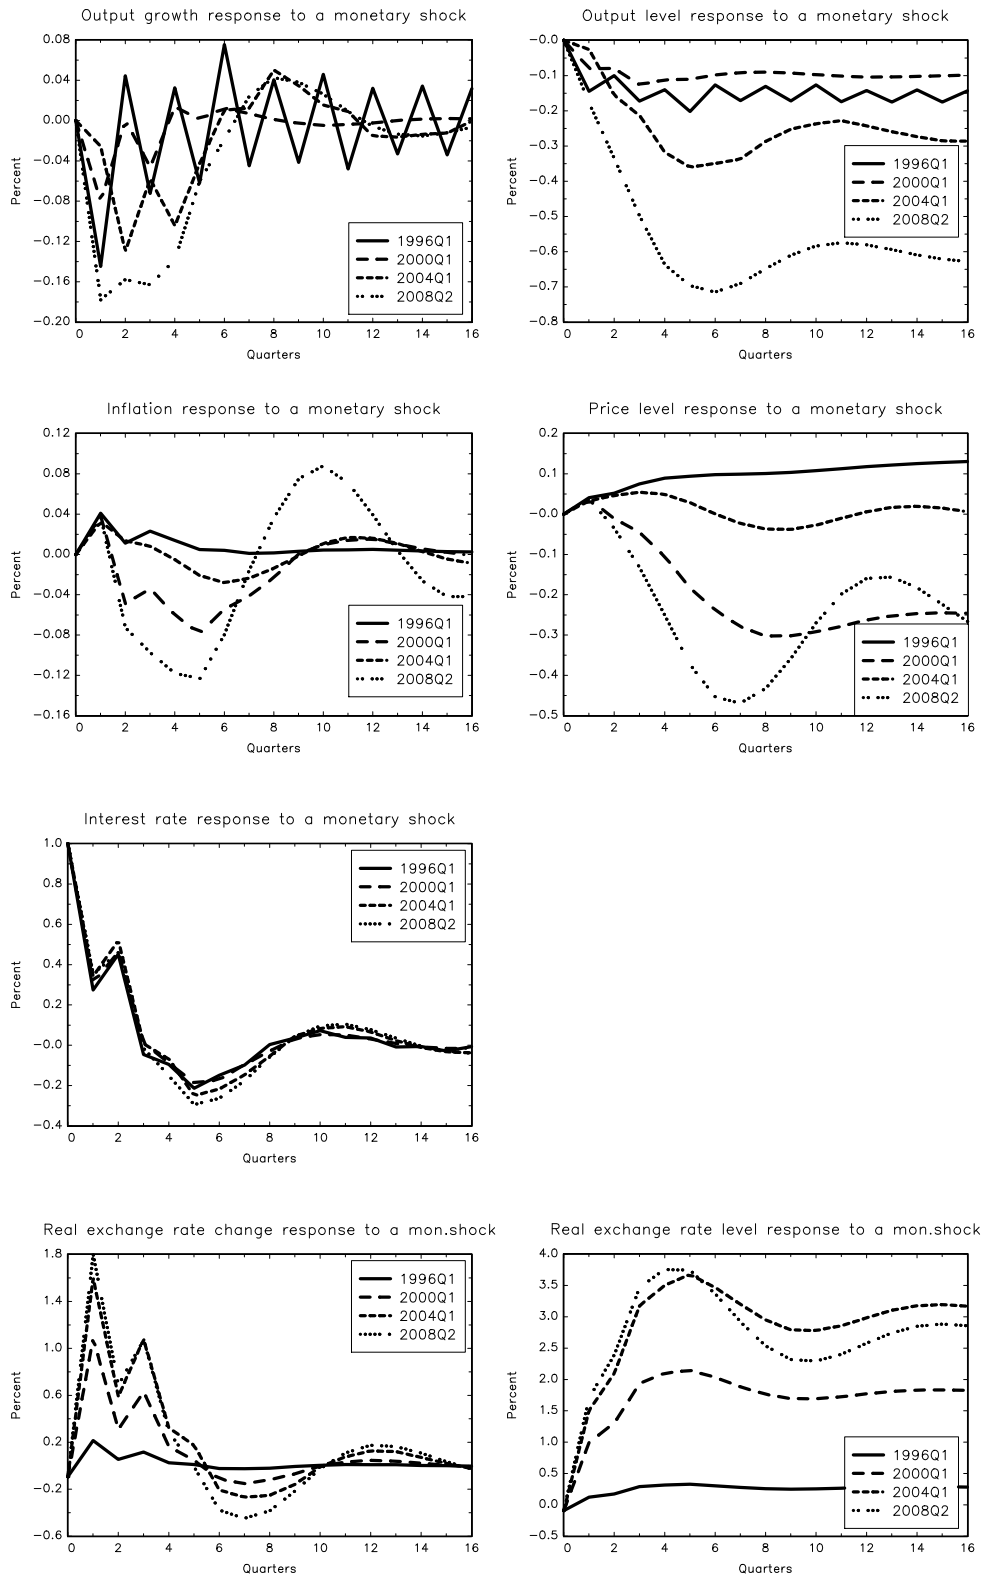 Output growth response to a monetary shock
0.08
0.04
0.00
−0.04
−0.08
−0.12
−0.16
−0.20
Percent
1996Q1
2000Q1
2004Q1
2008Q2
0 2 4 6 8 10 12 14 16
Quarters
Output level response to a monetary shock
−0.0
−0.1
−0.2
−0.3
−0.4
−0.5
−0.6
−0.7
−0.8
Percent
1996Q1
2000Q1
2004Q1
2008Q2
0 2 4 6 8 10 12 14 16
Quarters
Inflation response to a monetary shock
0.12
0.08
0.04
0.00
−0.04
−0.08
−0.12
−0.16
Percent
1996Q1
2000Q1
2004Q1
2008Q2
0 2 4 6 8 10 12 14 16
Quarters
Price level response to a monetary shock
0.2
0.1
−0.0
−0.1
−0.2
−0.3
−0.4
−0.5
Percent
1996Q1
2000Q1
2004Q1
2008Q2
0 2 4 6 8 10 12 14 16
Quarters
Interest rate response to a monetary shock
1.0
0.8
0.6
0.4
0.2
−0.0
−0.2
−0.4
Percent
1996Q1
2000Q1
2004Q1
2008Q2
0 2 4 6 8 10 12 14 16
Quarters
Real exchange rate change response to a mon.shock
1.8
1.4
1.0
0.6
0.2
−0.2
−0.6
Percent
1996Q1
2000Q1
2004Q1
2008Q2
0 2 4 6 8 10 12 14 16
Quarters
Real exchange rate level response to a mon.shock
4.0
3.5
3.0
2.5
2.0
1.5
1.0
0.5
0.0
−0.5
Percent
1996Q1
2000Q1
2004Q1
2008Q2
0 2 4 6 8 10 12 14 16
Quarters